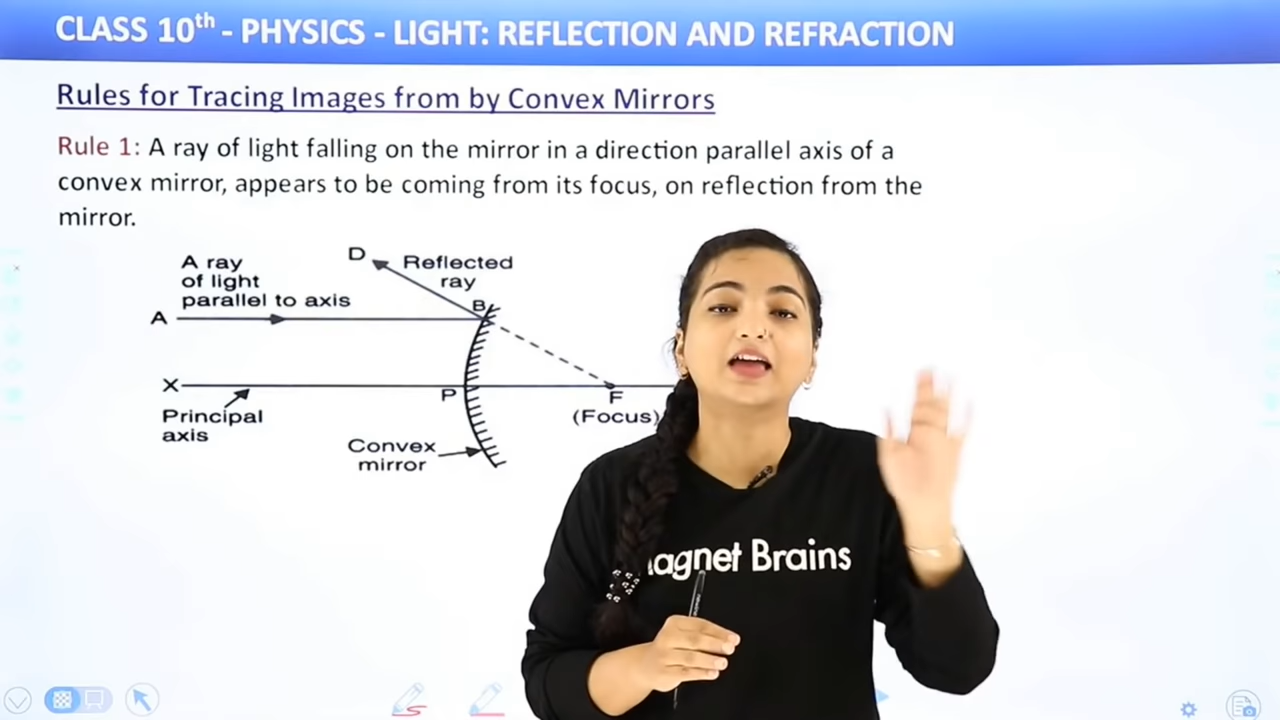 CLASS 10th - PHYSICS - LIGHT: REFLECTION AND REFRACTION
Rules for Tracing Images from by Convex Mirrors
Rule 1: A ray of light falling on the mirror in a direction parallel axis of a
convex mirror, appears to be coming from its focus, on reflection from the
mirror.
A ray
of light
parallel to axis
D
Reflected
ray
B
A
X
P
F
(Focus)
Principal
axis
Convex
mirror
agnet Brains